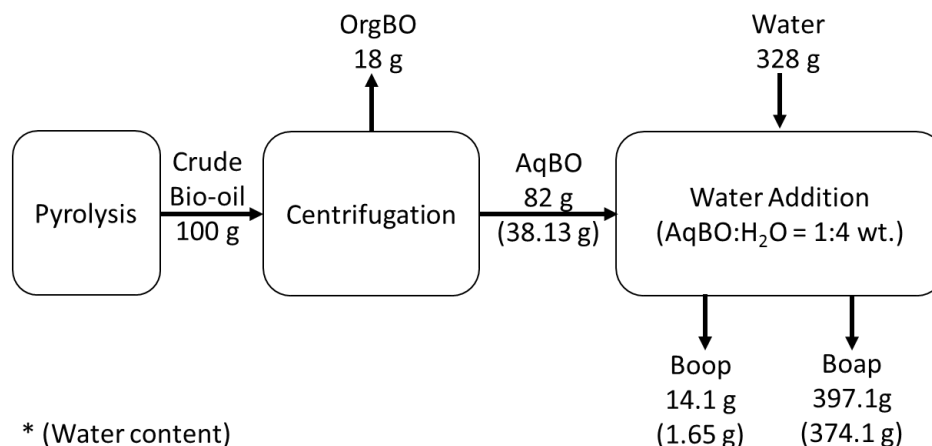 OrgBO
18 g
Water
328 g
Pyrolysis
Crude
Bio-oil
100 g
Centrifugation
AqBO
82 g
(38.13 g)
Water Addition
(AqBO:H₂O = 1:4 wt.)
Boop
14.1 g
(1.65 g)
Boap
397.1g
(374.1 g)
* (Water content)